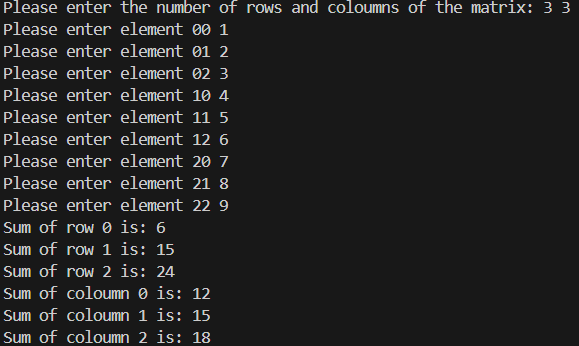 Please enter the number of rows and coloumns of the matrix: 3 3
Please enter element 00 1
Please enter element 01 2
Please enter element 02 3
Please enter element 10 4
Please enter element 11 5
Please enter element 12 6
Please enter element 20 7
Please enter element 21 8
Please enter element 22 9
Sum of row 0 is: 6
Sum of row 1 is: 15
Sum of row 2 is: 24
Sum of coloumn 0 is: 12
Sum of coloumn 1 is: 15
Sum of coloumn 2 is: 18